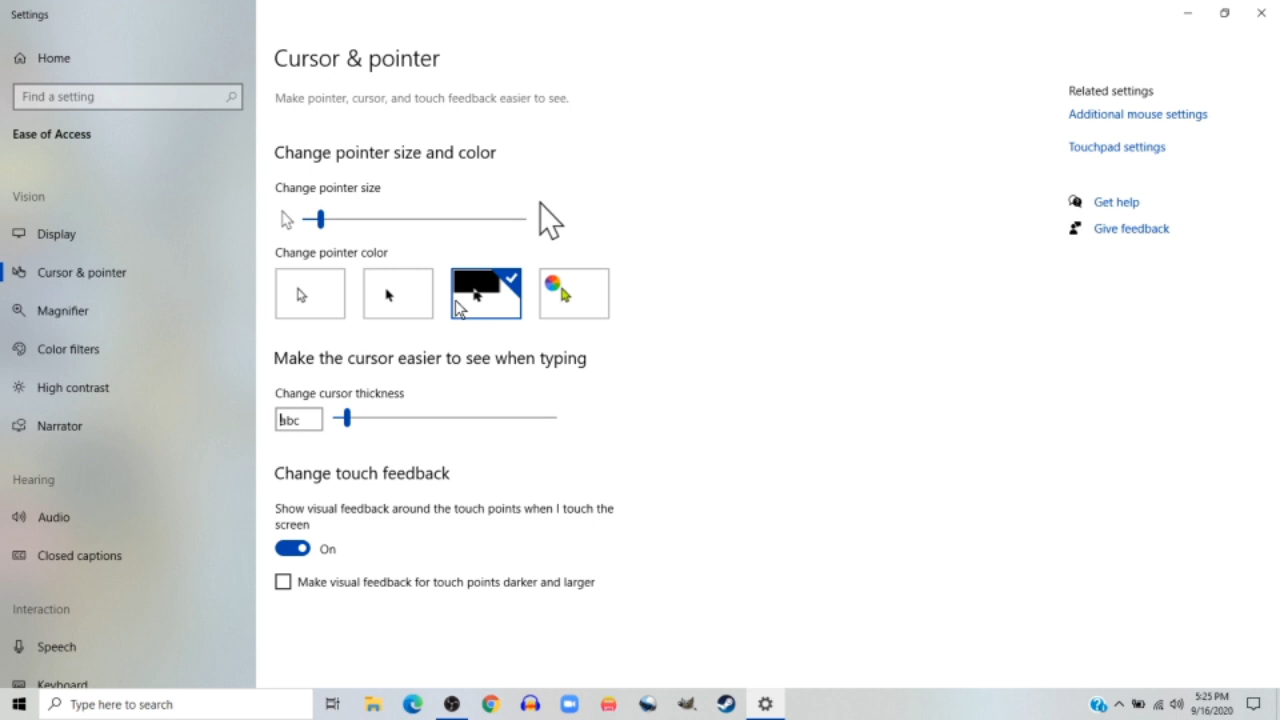 Settings
Home
Find a setting
Ease of Access
Vision
Display
Cursor & pointer
Magnifier
Color filters
High contrast
Narrator
Hearing
Audio
Closed captions
Interaction
Speech
Keyboard
Cursor & pointer
Make pointer, cursor, and touch feedback easier to see.
Change pointer size and color
Change pointer size
Change pointer color
Make the cursor easier to see when typing
Change cursor thickness
abc
Change touch feedback
Show visual feedback around the touch points when I touch the
screen
On
Make visual feedback for touch points darker and larger
Related settings
Additional mouse settings
Touchpad settings
Get help
Give feedback
Type here to search
5:25 PM
9/16/2020